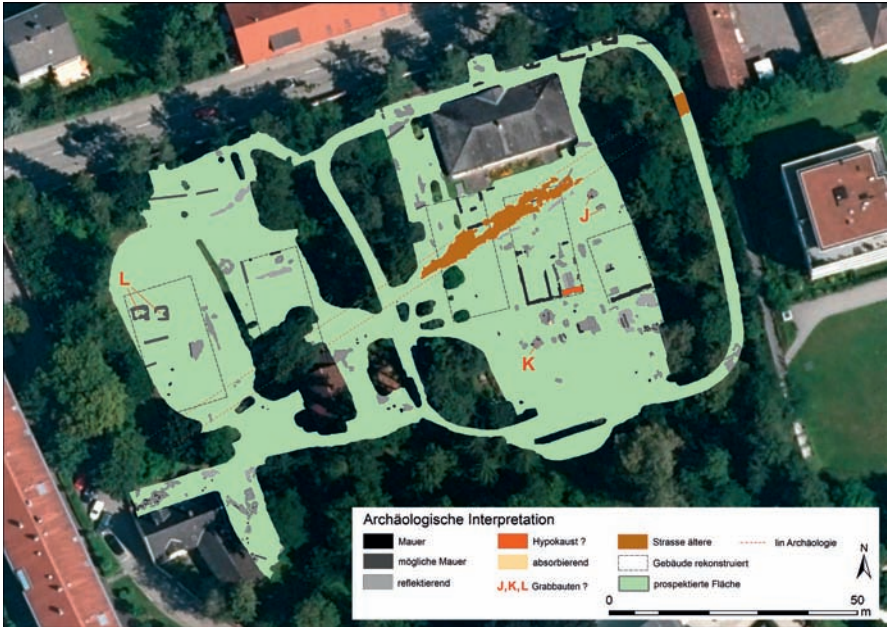 L
J
K
Archäologische Interpretation
Mauer
Hypokaust ?
Strasse ältere
lin Archäologie
mögliche Mauer
absorbierend
Gebäude rekonstruiert
reflektierend
J,K,L Grabbauten ?
prospektierte Fläche
N
0 50
m